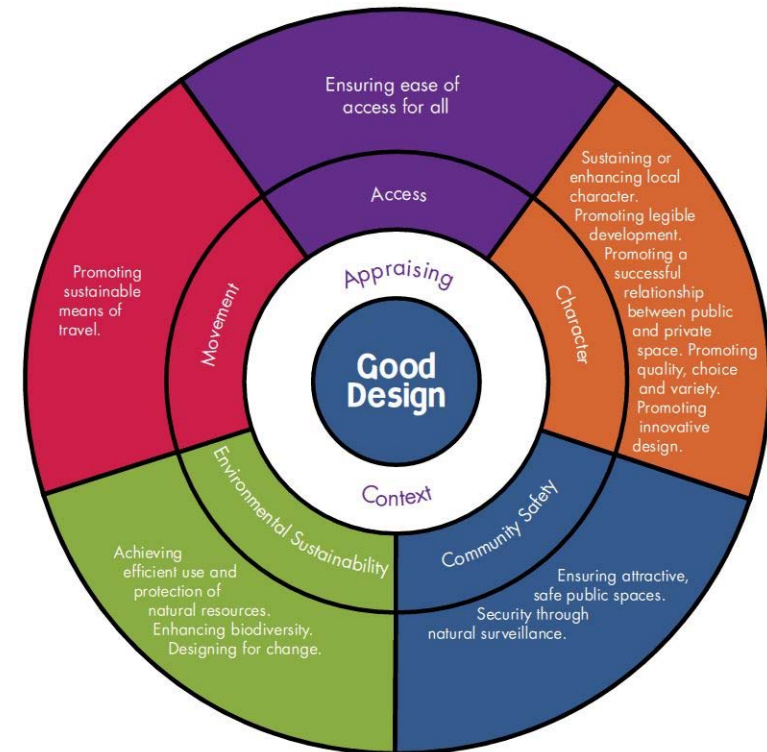 Good
Design
Appraising
Context
Access
Ensuring ease of
access for all
Character
Sustaining or
enhancing local
character.
Promoting legible
development.
Promoting a
successful
relationship
between public
and private
space. Promoting
quality, choice
and variety.
Promoting
innovative
design.
Community Safety
Ensuring attractive,
safe public spaces.
Security through
natural surveillance.
Environmental Sustainability
Achieving
efficient use and
protection of
natural resources.
Enhancing biodiversity.
Designing for change.
Movement
Promoting
sustainable
means of
travel.